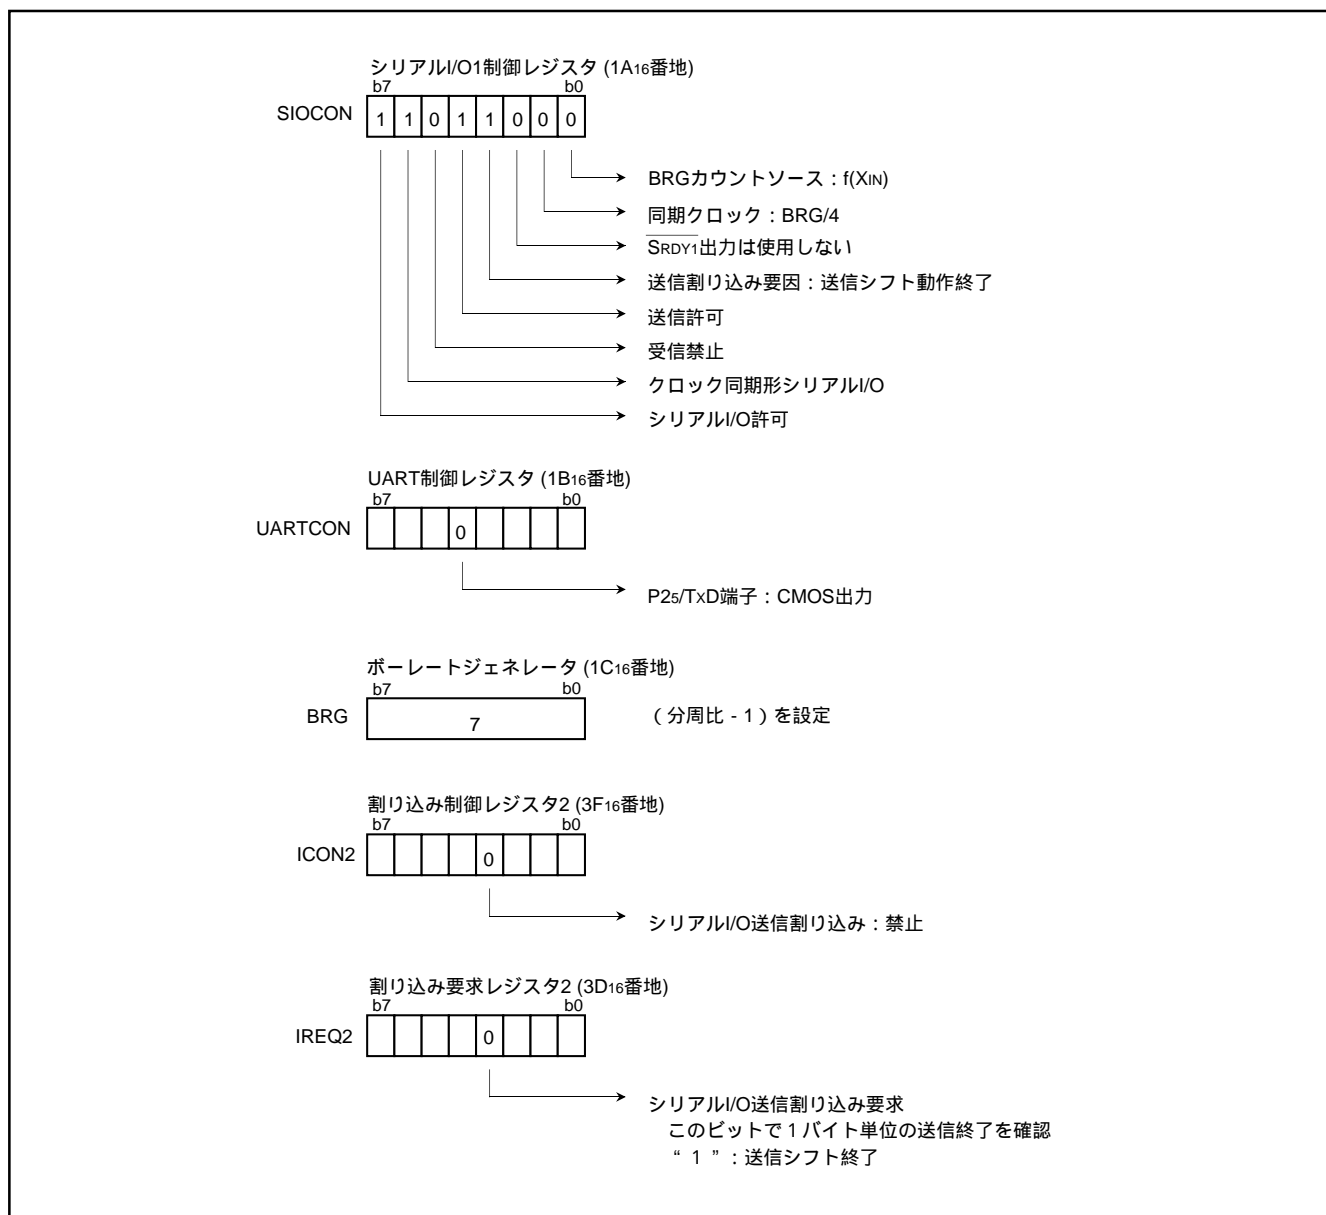 シリアルI/O1制御レジスタ (1A16番地)
b7 b0
SIOCON 1 1 0 1 1 0 0 0
BRGカウントソース：f(XIN)
同期クロック：BRG/4
SRDY1出力は使用しない
送信割り込み要因：送信シフト動作終了
送信許可
受信禁止
クロック同期形シリアルI/O
シリアルI/O許可
UART制御レジスタ (1B16番地)
b7 b0
UARTCON 0
P25/TxD端子：CMOS出力
ボーレートジェネレータ (1C16番地)
b7 b0
BRG 7 （分周比 - 1）を設定
割り込み制御レジスタ2 (3F16番地)
b7 b0
ICON2 0
シリアルI/O送信割り込み：禁止
割り込み要求レジスタ2 (3D16番地)
b7 b0
IREQ2 0
シリアルI/O送信割り込み要求
このビットで1バイト単位の送信終了を確認
“1”：送信シフト終了